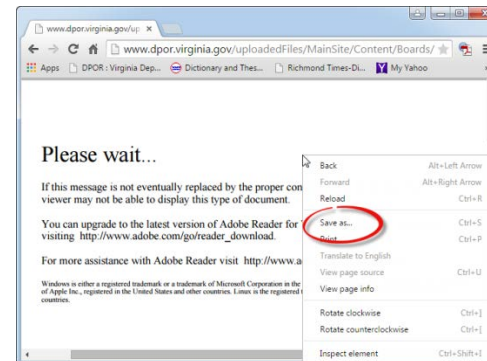 www.dpor.virginia.gov/up
www.dpor.virginia.gov/uploadedFiles/MainSite/Content/Boards/
Apps DPOR : Virginia Dep... Dictionary and Thes... Richmond Times-Di... My Yahoo
Please wait...
If this message is not eventually replaced by the proper con
viewer may not be able to display this type of document.
You can upgrade to the latest version of Adobe Reader for
visiting http://www.adobe.com/go/reader_download.
For more assistance with Adobe Reader visit http://www.a
Windows is either a registered trademark or a trademark of Microsoft Corporation in the
of Apple Inc., registered in the United States and other countries. Linux is the registered
countries.
Back Alt+Left Arrow
Forward Alt+Right Arrow
Reload Ctrl+R
Save as... Ctrl+S
Print... Ctrl+P
Translate to English
View page source Ctrl+U
View page info
Rotate clockwise Ctrl+]
Rotate counterclockwise Ctrl+[
Inspect element Ctrl+Shift+I